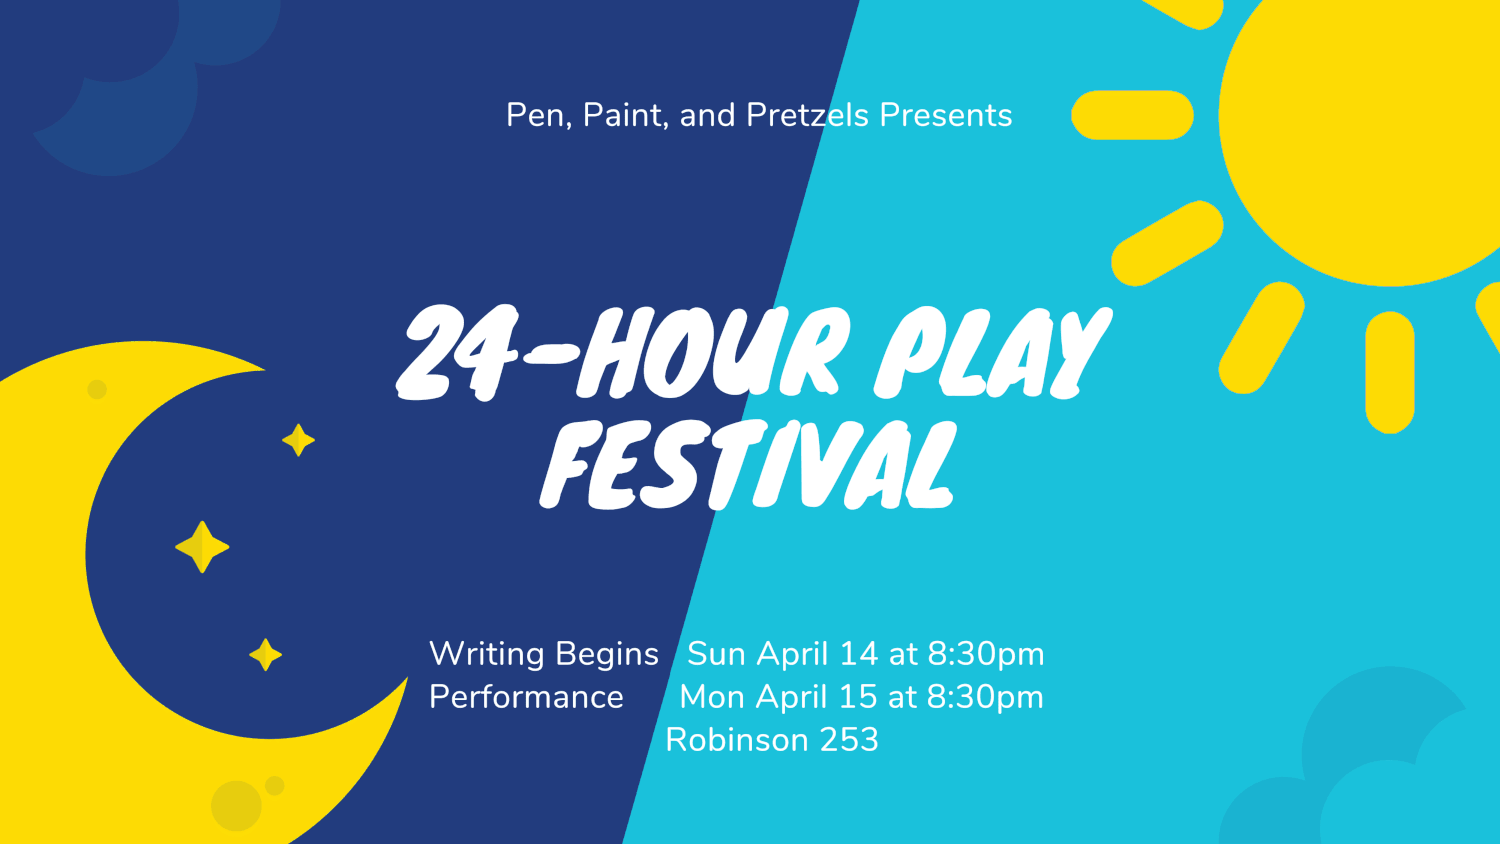 Pen, Paint, and Pretzels Presents
24-HOUR PLAY
FESTIVAL
Writing Begins Sun April 14 at 8:30pm
Performance Mon April 15 at 8:30pm
Robinson 253